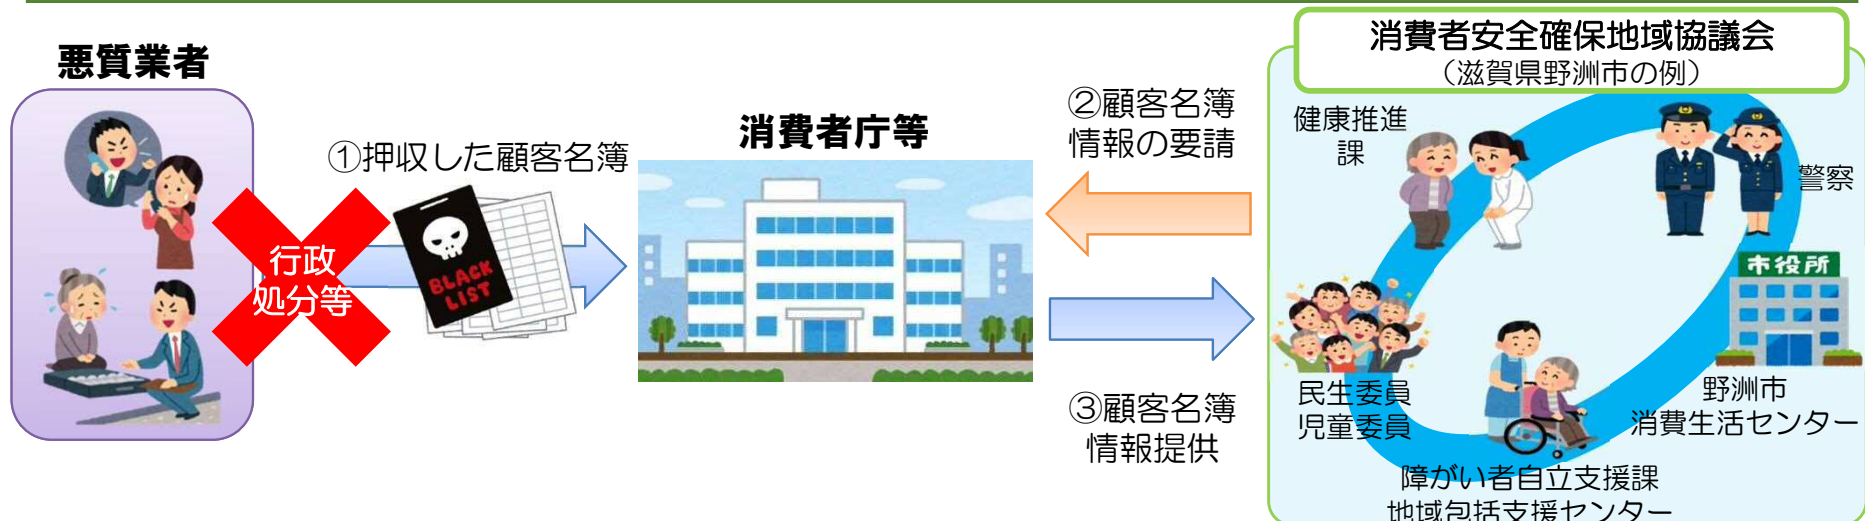 悪質業者
行政
処分等
①押収した顧客名簿
BLACK
LIST
消費者庁等
②顧客名簿
情報の要請
③顧客名簿
情報提供
消費者安全確保地域協議会
（滋賀県野洲市の例）
健康推進
課
警察
市役所
野洲市
消費生活センター
民生委員
児童委員
障がい者自立支援課
地域包括支援センター